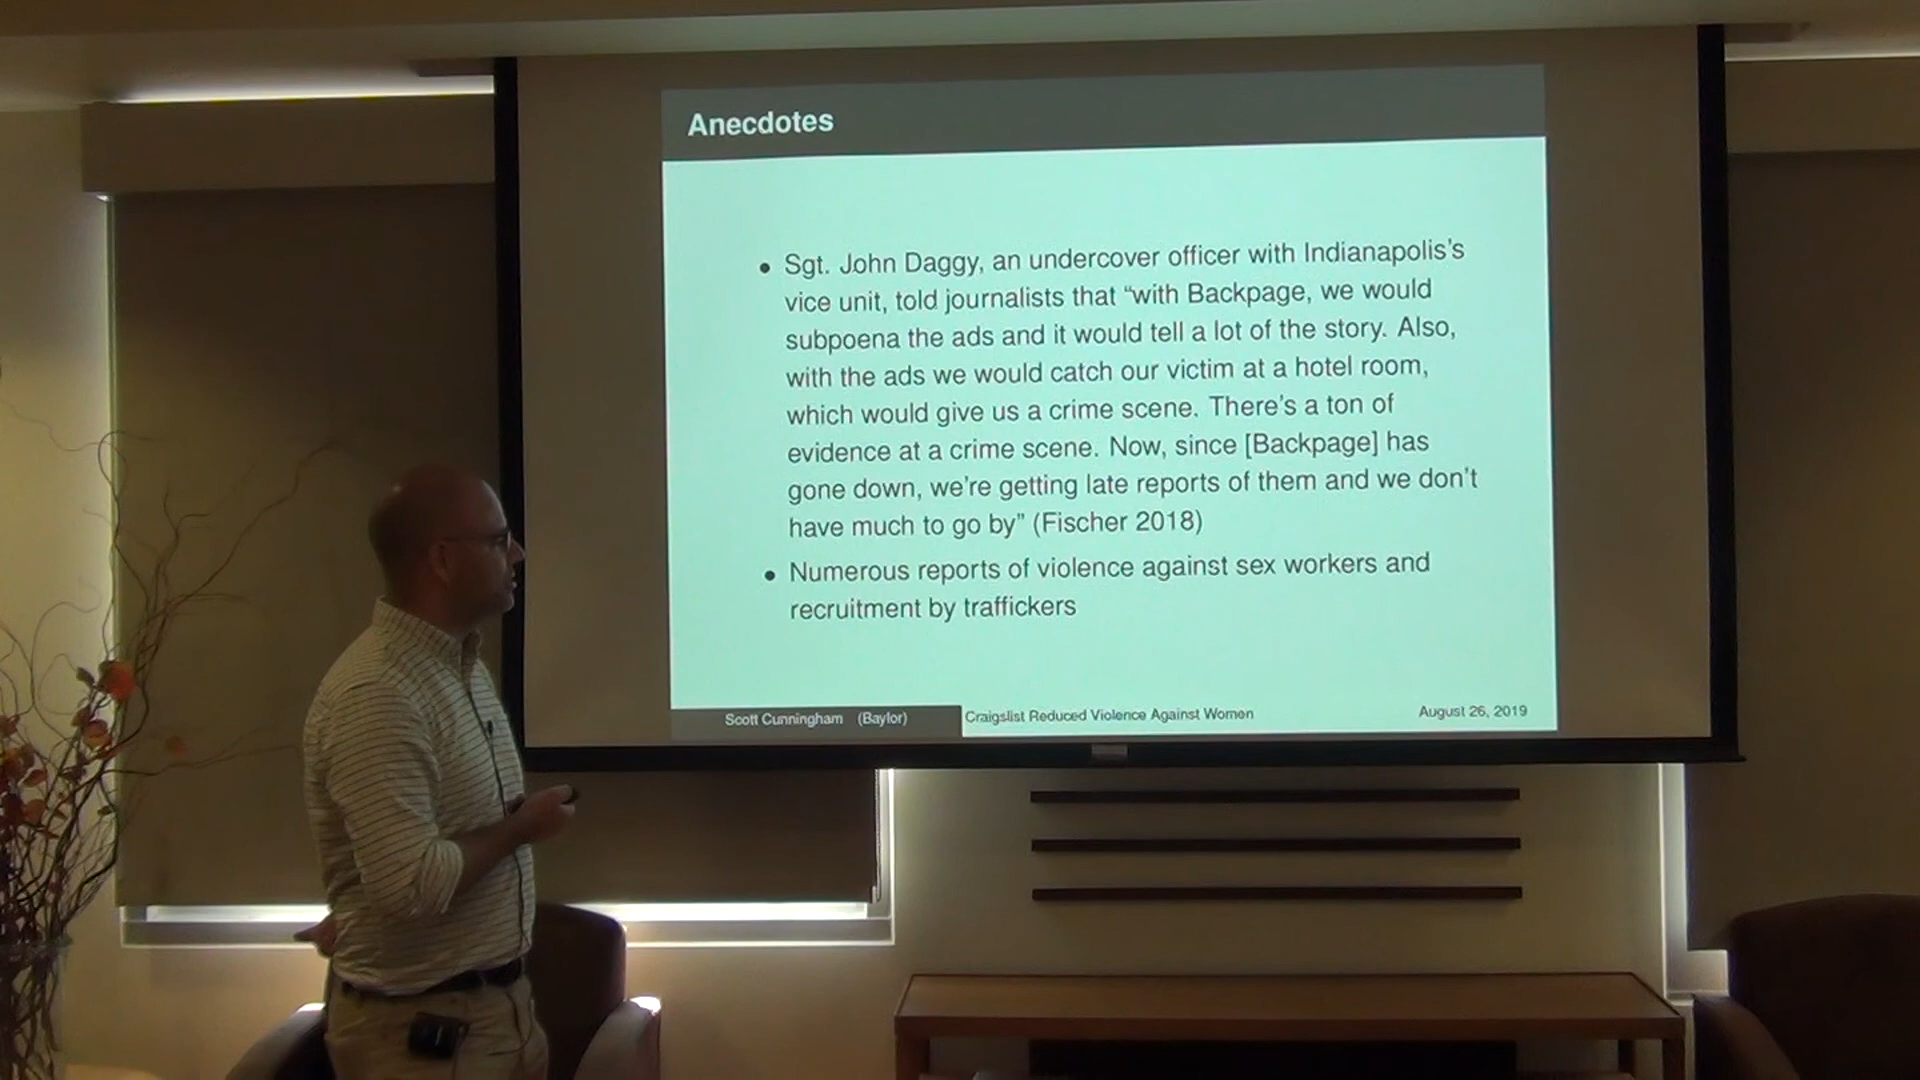 Anecdotes
• Sgt. John Daggy, an undercover officer with Indianapolis's
vice unit, told journalists that “with Backpage, we would
subpoena the ads and it would tell a lot of the story. Also,
with the ads we would catch our victim at a hotel room,
which would give us a crime scene. There's a ton of
evidence at a crime scene. Now, since [Backpage] has
gone down, we're getting late reports of them and we don't
have much to go by” (Fischer 2018)
• Numerous reports of violence against sex workers and
recruitment by traffickers
Scott Cunningham (Baylor) Craigslist Reduced Violence Against Women August 26, 2019